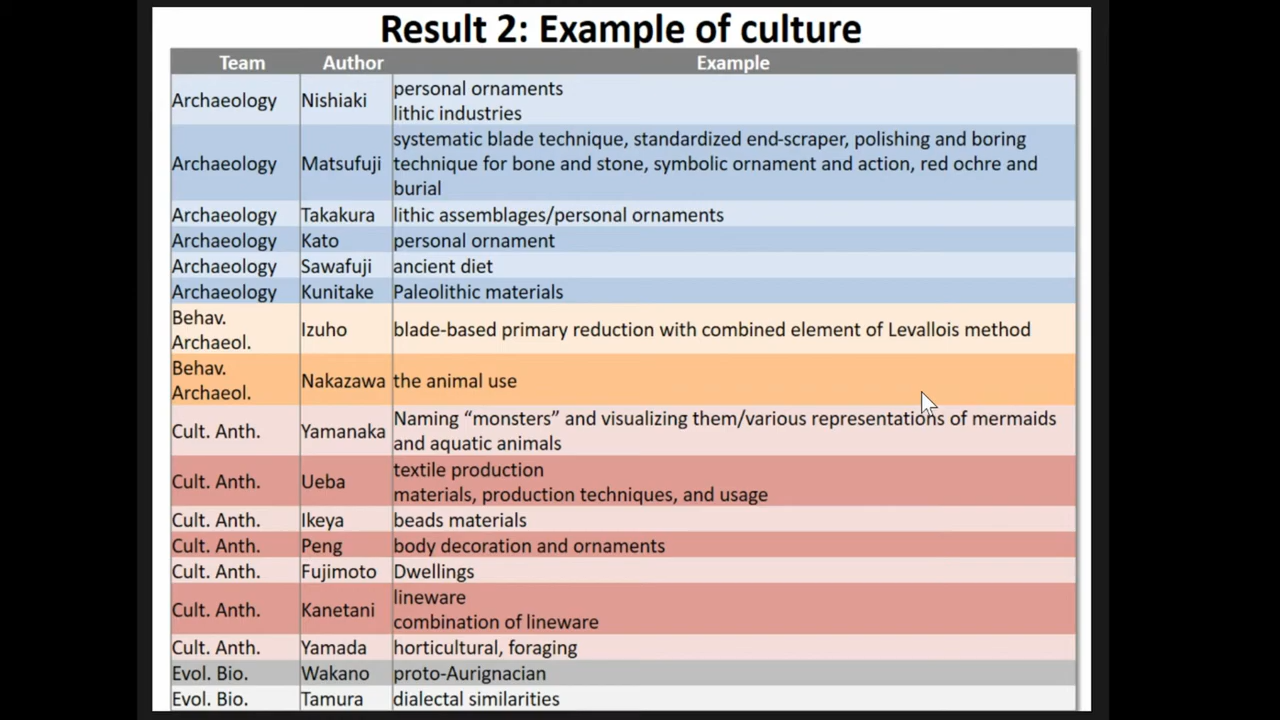 Result 2: Example of culture
Team Author Example
Archaeology Nishiaki personal ornaments
lithic industries
Archaeology Matsufuji systematic blade technique, standardized end-scraper, polishing and boring
technique for bone and stone, symbolic ornament and action, red ochre and
burial
Archaeology Takakura lithic assemblages/personal ornaments
Archaeology Kato personal ornament
Archaeology Sawafuji ancient diet
Archaeology Kunitake Paleolithic materials
Behav.
Archaeol. Izuho blade-based primary reduction with combined element of Levallois method
Behav.
Archaeol. Nakazawa the animal use
Cult. Anth. Yamanaka Naming “monsters” and visualizing them/various representations of mermaids
and aquatic animals
Cult. Anth. Ueba textile production
materials, production techniques, and usage
Cult. Anth. Ikeya beads materials
Cult. Anth. Peng body decoration and ornaments
Cult. Anth. Fujimoto Dwellings
Cult. Anth. Kanetani lineware
combination of lineware
Cult. Anth. Yamada horticultural, foraging
Evol. Bio. Wakano proto-Aurignacian
Evol. Bio. Tamura dialectal similarities